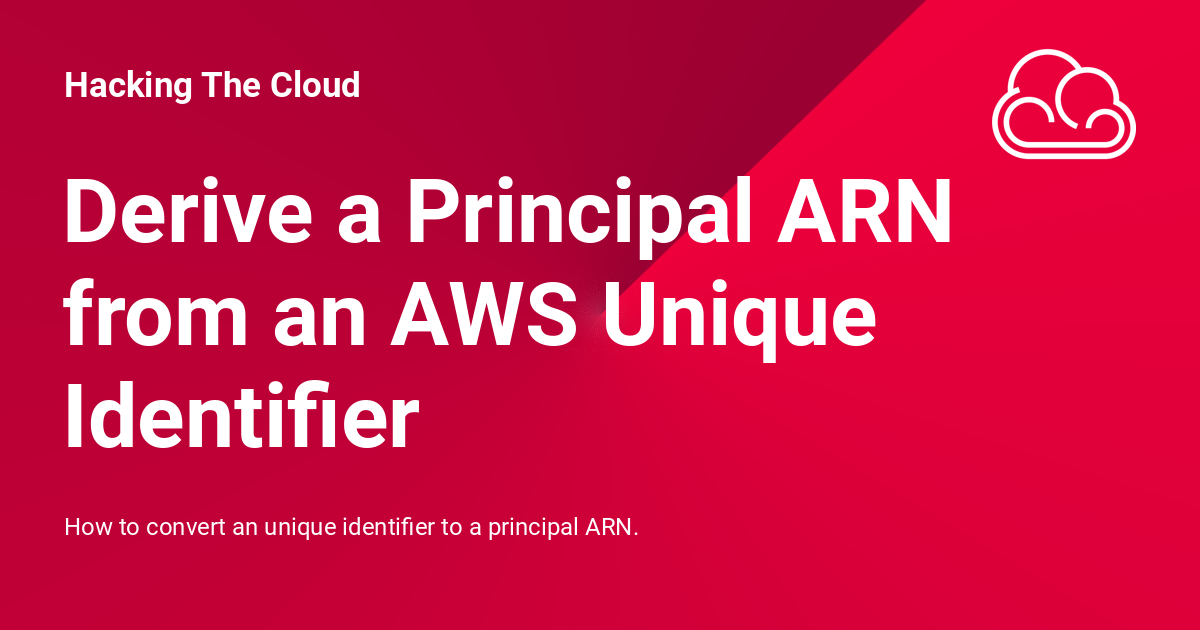 Hacking The Cloud
Derive a Principal ARN
from an AWS Unique
Identifier
How to convert an unique identifier to a principal ARN.